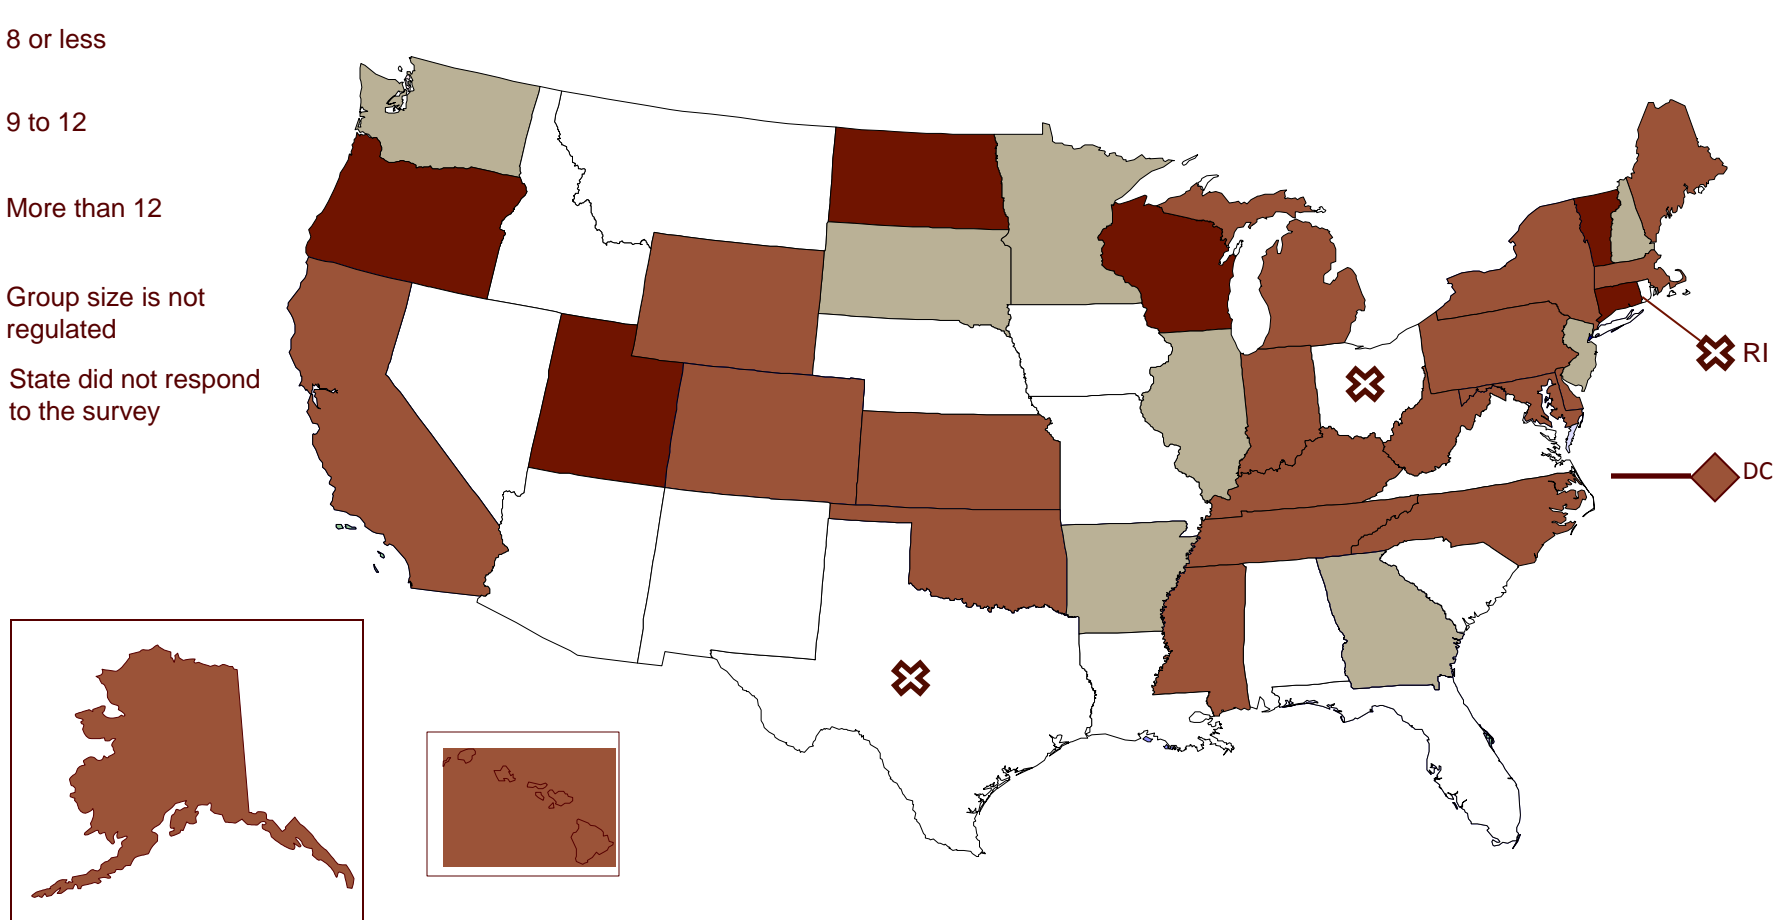 8 or less
9 to 12
More than 12
Group size is not
regulated
State did not respond
to the survey
RI
DC